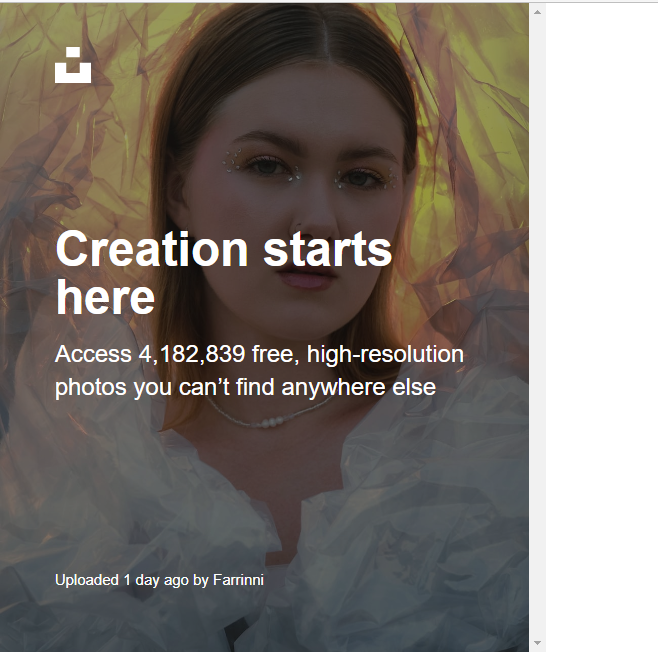 Creation starts
here
Access 4,182,839 free, high-resolution
photos you can’t find anywhere else
Uploaded 1 day ago by Farrinni